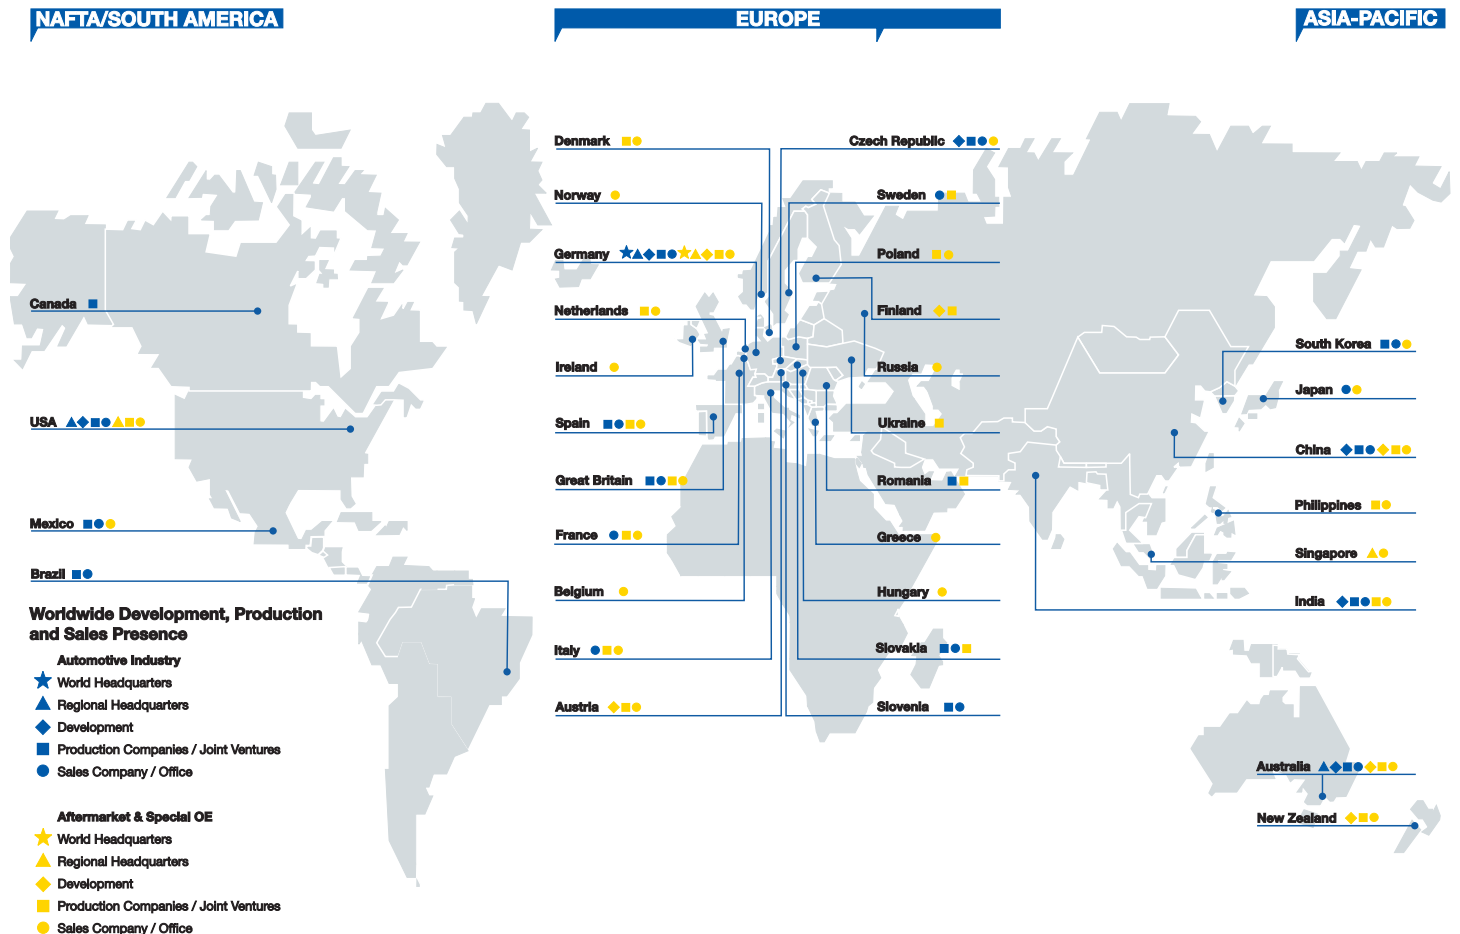 NAFTA/SOUTH AMERICA
EUROPE
ASIA-PACIFIC
Canada
USA
Mexico
Brazil
Denmark
Norway
Germany
Netherlands
Ireland
Spain
Great Britain
France
Belgium
Italy
Austria
Czech Republic
Sweden
Poland
Finland
Russia
Ukraine
Romania
Greece
Hungary
Slovakia
Slovenia
South Korea
Japan
China
Philippines
Singapore
India
Australia
New Zealand
Worldwide Development, Production
and Sales Presence
Automotive Industry
World Headquarters
Regional Headquarters
Development
Production Companies / Joint Ventures
Sales Company / Office
Aftermarket & Special OE
World Headquarters
Regional Headquarters
Development
Production Companies / Joint Ventures
Sales Company / Office